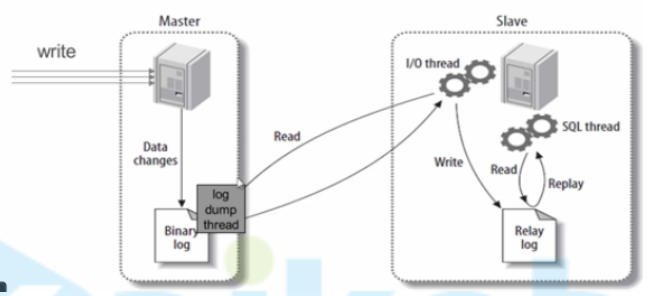 Master
Slave
write
I/O thread
SQL thread
Data
changes
Read
Write
Read
Replay
log
dump
thread
Binary
log
Relay
log